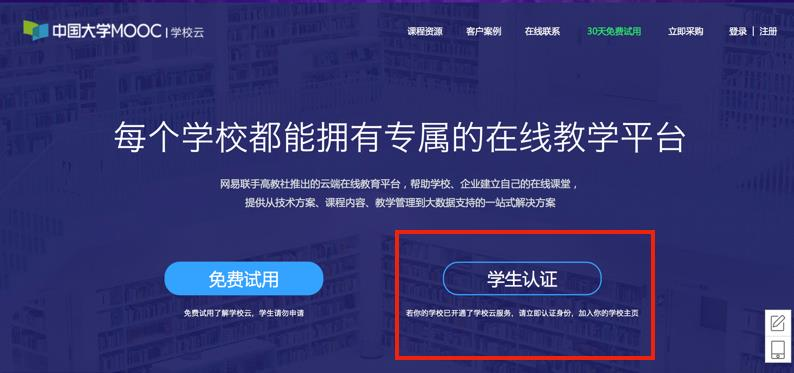 中国大学MOOC | 学校云 课程资源 客户案例 在线联系 30天免费试用 立即采购 登录 | 注册
每个学校都能拥有专属的在线教学平台
网易联手高教社推出的云端在线教育平台，帮助学校、企业建立自己的在线课堂，
提供从技术方案、课程内容、教学管理到大数据支持的一站式解决方案
免费试用 学生认证
免费试用了解学校云，学生请勿申请 若你的学校已开通了学校云服务，请立即认证身份，加入你的学校主页